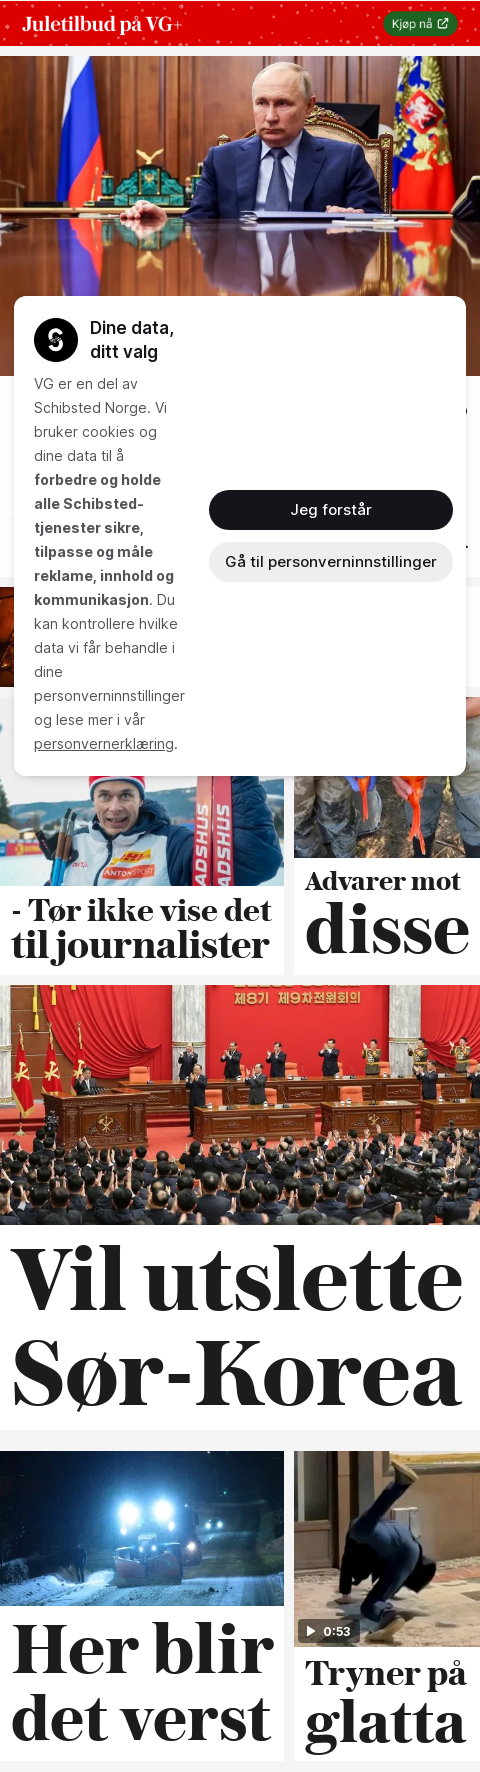 Juletilbud på VG+
Kjøp nå
Dine data,
ditt valg
VG er en del av
Schibsted Norge. Vi
bruker cookies og
dine data til å
forbedre og holde
alle Schibsted-
tjenester sikre,
tilpasse og måle
reklame, innhold og
kommunikasjon. Du
kan kontrollere hvilke
data vi får behandle i
dine
personverninnstillinger
og lese mer i vår
personvernerklæring.
Jeg forstår
Gå til personverninnstillinger
ADSHUS
ADSHUS
ANTONSPORT
- Tør ikke vise det
til journalister
Advarer mot
disse
제8기 제9차전원회의
Vil utslette
Sør-Korea
Her blir
det verst
0:53
Tryner på
glatta